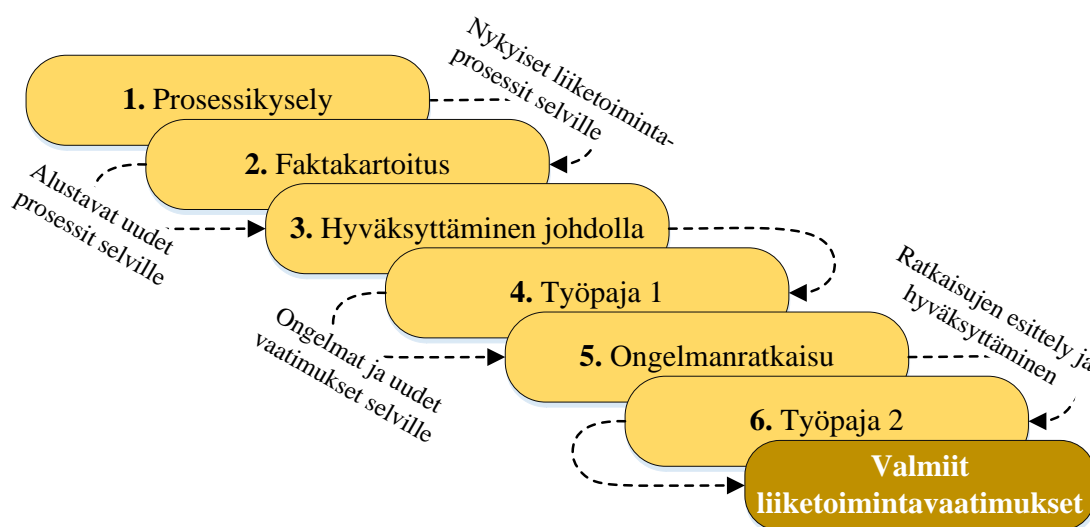 1. Prosessikysely
Nykyiset liiketoiminta-
prosessit selville
2. Faktakartoitus
Alustavat uudet
prosessit selville
3. Hyväksyttäminen johdolla
4. Työpaja 1
Ongelmat ja uudet
vaatimukset selville
5. Ongelmanratkaisu
Ratkaisujen esittely ja
hyväksyttäminen
6. Työpaja 2
Valmiit
liiketoimintavaatimukset